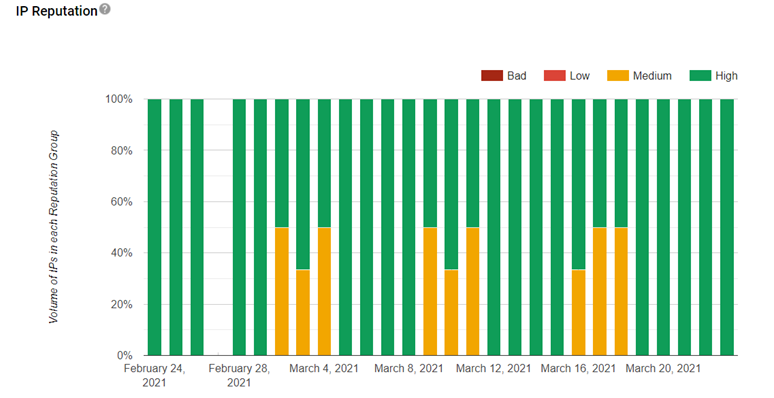 IP Reputation ?
Bad Low Medium High
100%
80%
60%
40%
20%
0%
Volume of IPs in each Reputation Group
February 24,
2021
February 28,
2021
March 4, 2021
March 8, 2021
March 12, 2021
March 16, 2021
March 20, 2021